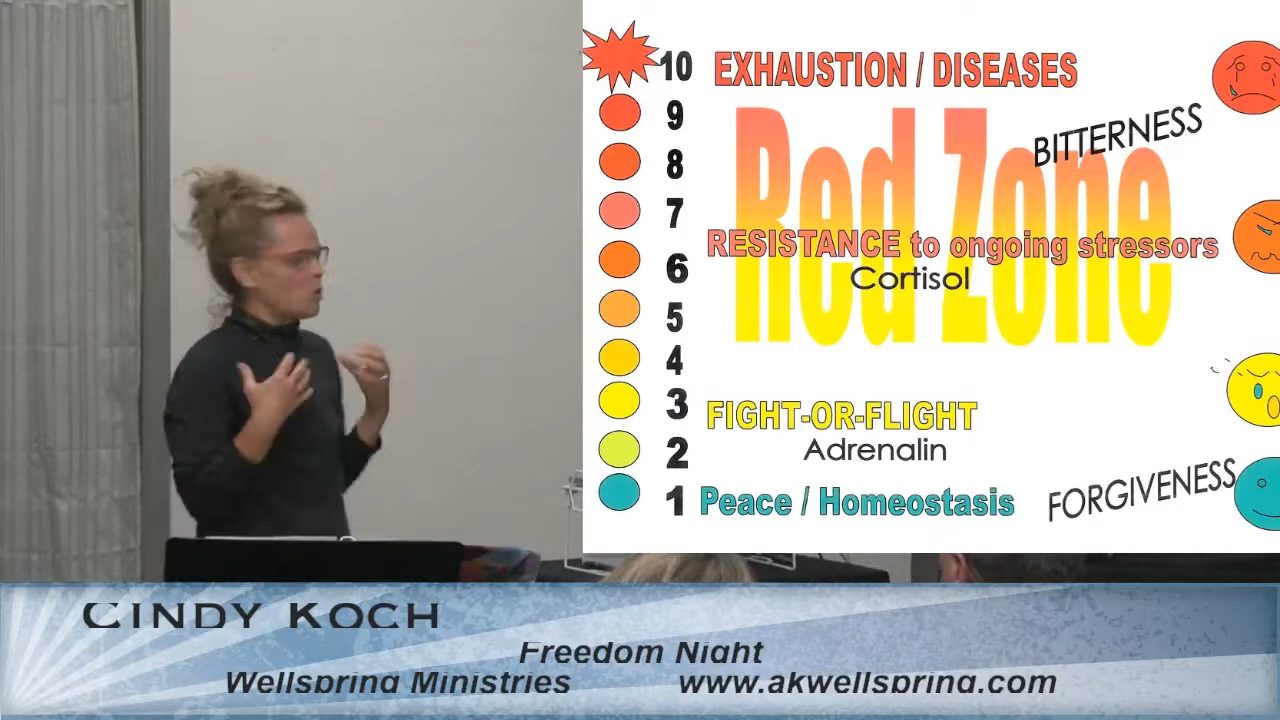 10 EXHAUSTION / DISEASES
9
BITTERNESS
8
Red Zone
7
RESISTANCE to ongoing stressors
6
Cortisol
5
4
3
FIGHT-OR-FLIGHT
2
Adrenalin
1 Peace / Homeostasis
FORGIVENESS
CINDY KOCH
Freedom Night
Wellspring Ministries www.akwellspring.com